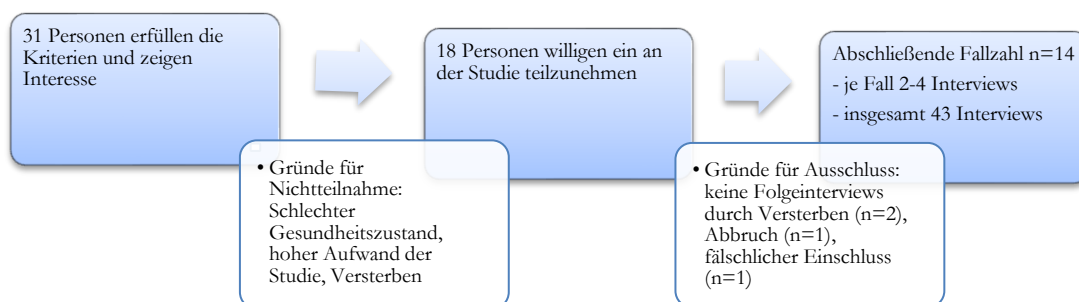 31 Personen erfüllen die
Kriterien und zeigen
Interesse
• Gründe für
Nichtteilnahme:
Schlechter
Gesundheitszustand,
hoher Aufwand der
Studie, Versterben
18 Personen willigen ein an
der Studie teilzunehmen
• Gründe für Ausschluss:
keine Folgeinterviews
durch Versterben (n=2),
Abbruch (n=1),
fälschlicher Einschluss
(n=1)
Abschließende Fallzahl n=14
- je Fall 2-4 Interviews
- insgesamt 43 Interviews